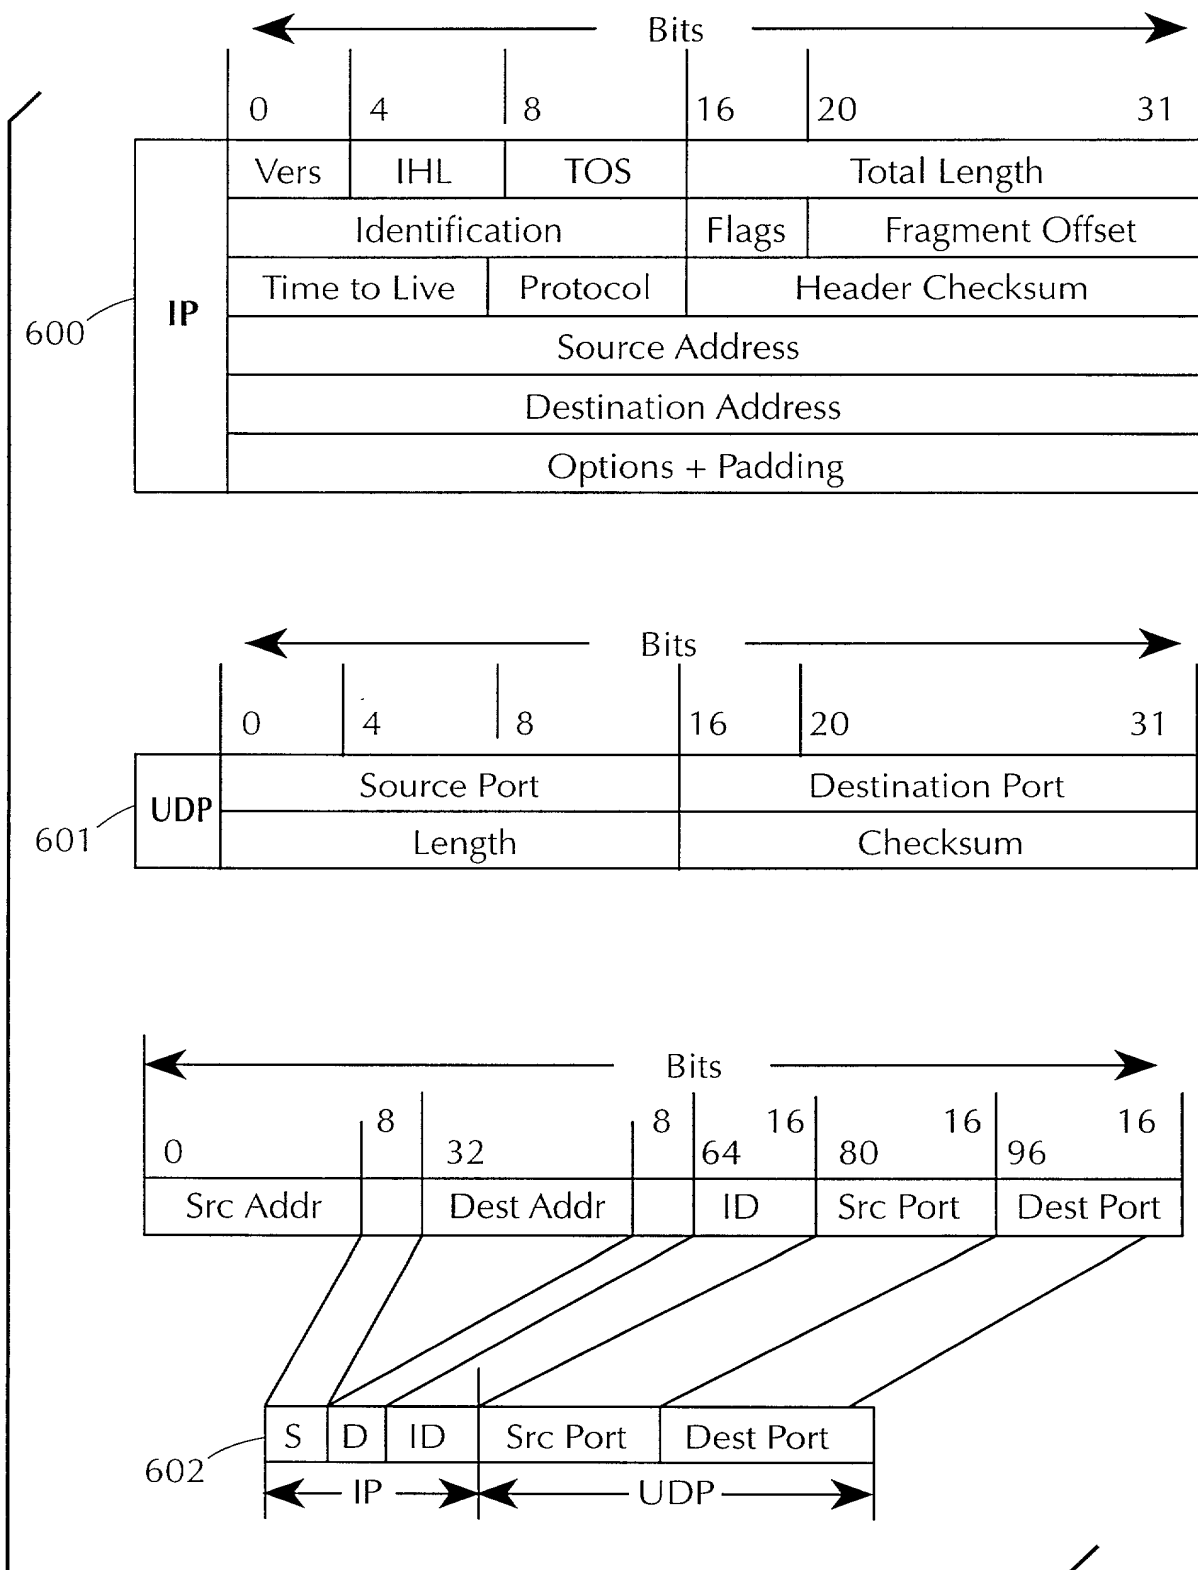 Bits
0 4 8 16 20 31
Vers IHL TOS Total Length
Identification Flags Fragment Offset
Time to Live Protocol Header Checksum
600 IP
Source Address
Destination Address
Options + Padding
Bits
0 4 8 16 20 31
Source Port Destination Port
601 UDP
Length Checksum
Bits
8 8 16 16 16
0 32 64 80 96
Src Addr Dest Addr ID Src Port Dest Port
S D ID Src Port Dest Port
602
IP UDP